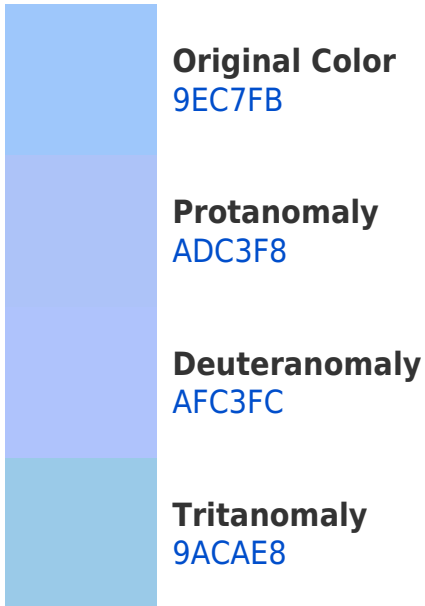 Original Color
9EC7FB
Protanomaly
ADC3F8
Deuteranomaly
AFC3FC
Tritanomaly
9ACAE8